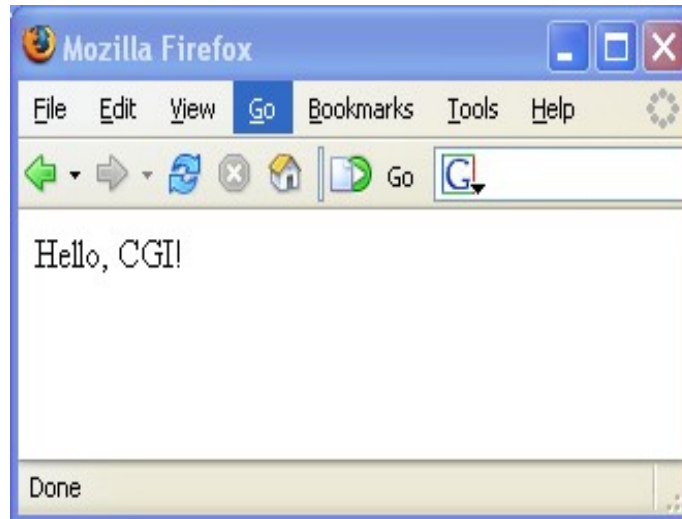 Mozilla Firefox
File Edit View Go Bookmarks Tools Help
Go G
Hello, CGI!
Done